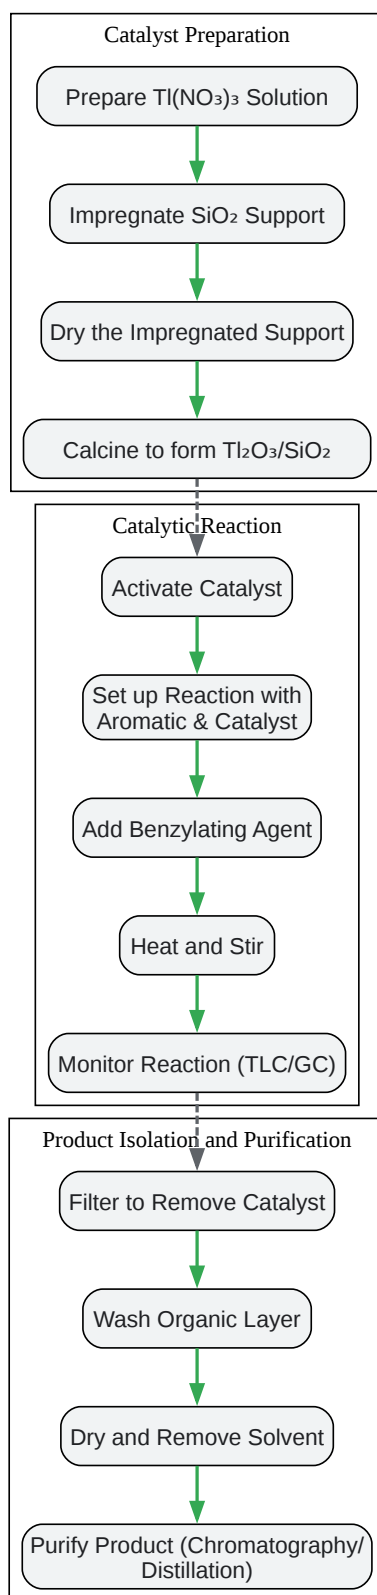 Catalyst Preparation
Prepare Tl(NO₃)₃ Solution
Impregnate SiO₂ Support
Dry the Impregnated Support
Calcine to form Tl₂O₃/SiO₂
Catalytic Reaction
Activate Catalyst
Set up Reaction with
Aromatic & Catalyst
Add Benzylating Agent
Heat and Stir
Monitor Reaction (TLC/GC)
Product Isolation and Purification
Filter to Remove Catalyst
Wash Organic Layer
Dry and Remove Solvent
Purify Product (Chromatography/
Distillation)